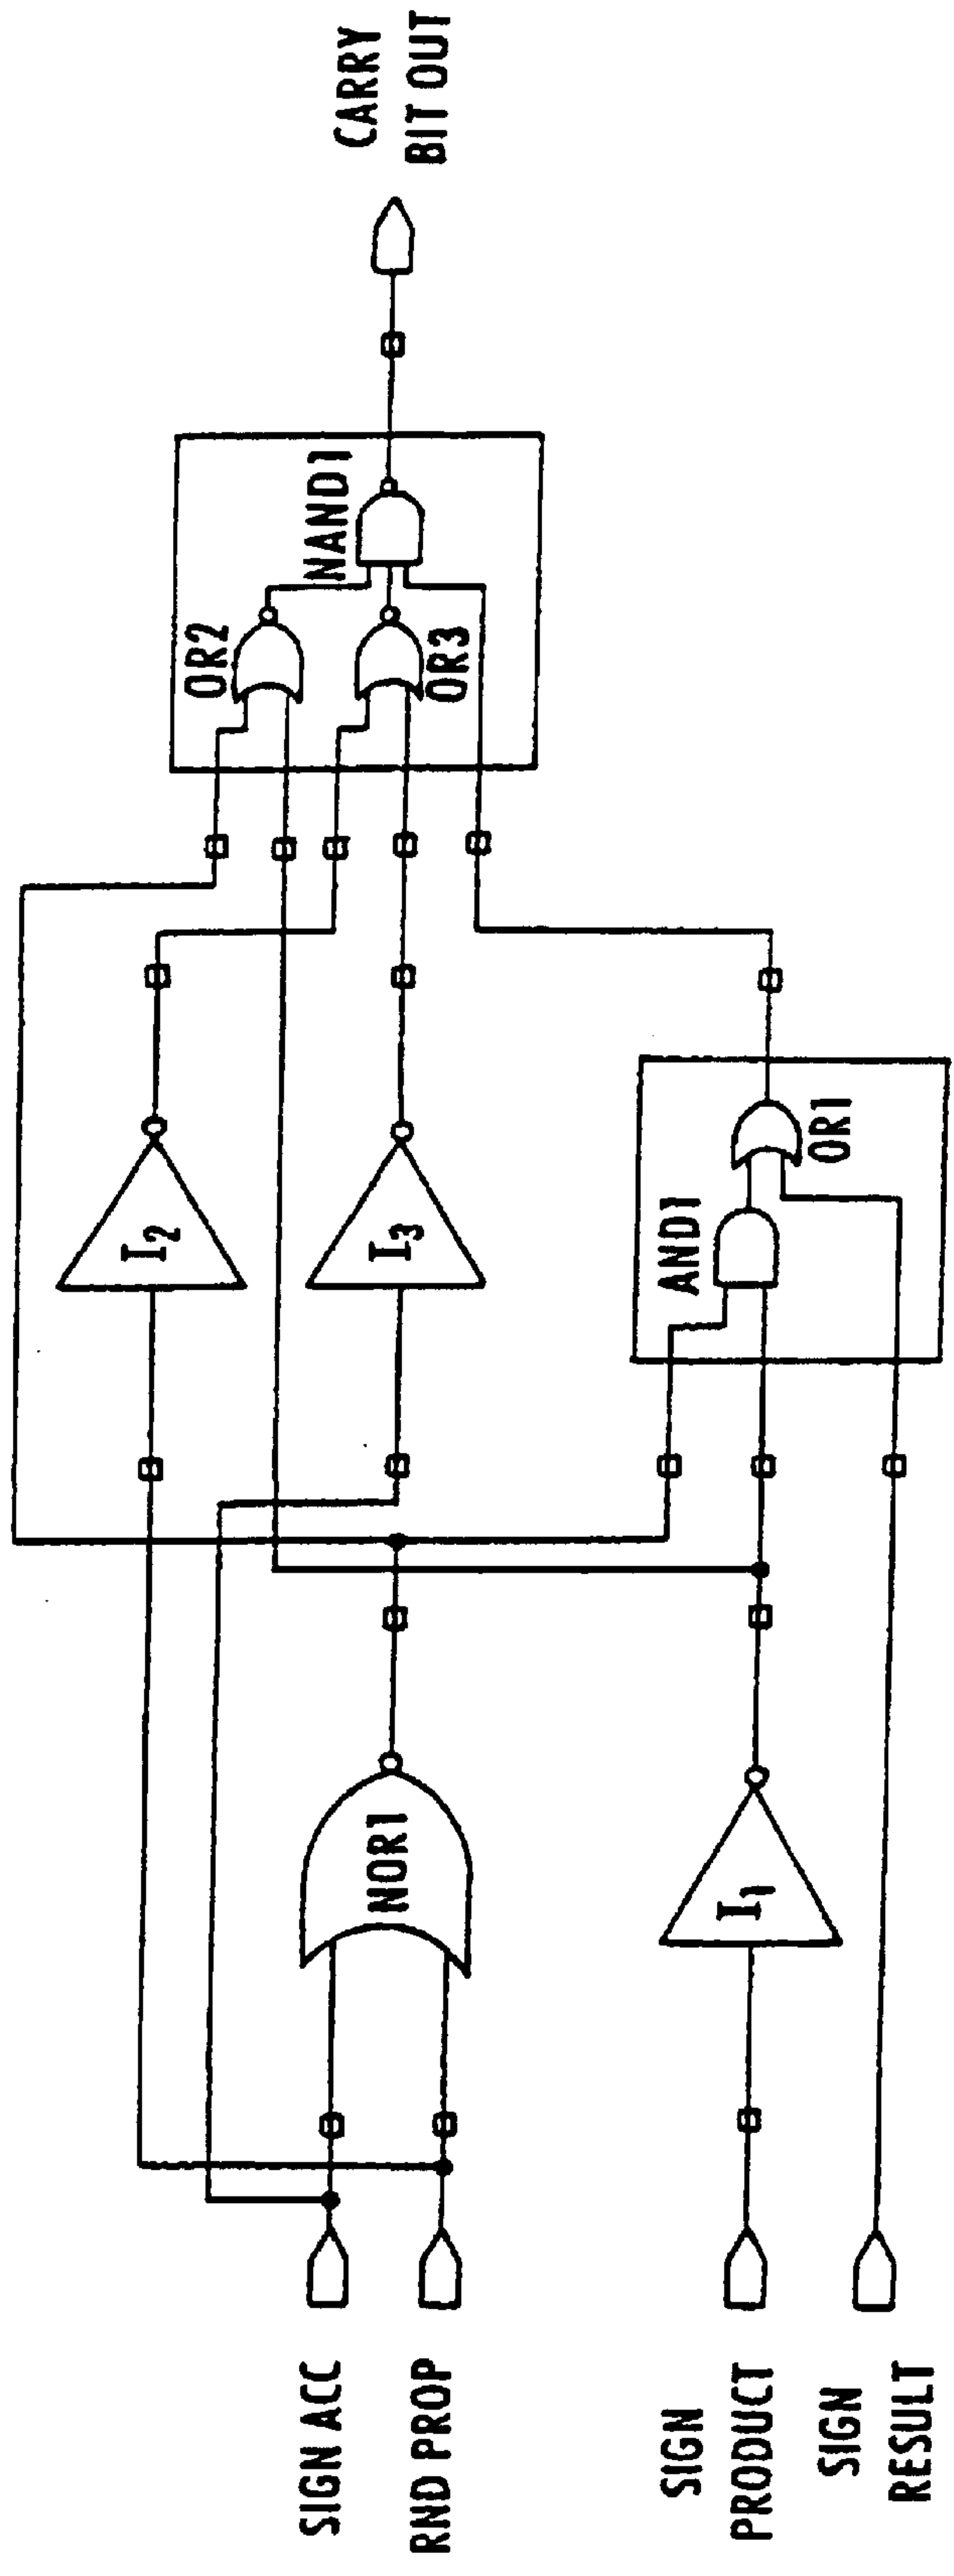 SIGN ACC
RND PROP
SIGN
PRODUCT
SIGN
RESULT
NOR1
I1
I2
I3
AND1
OR1
OR2
OR3
NAND1
CARRY
BIT OUT